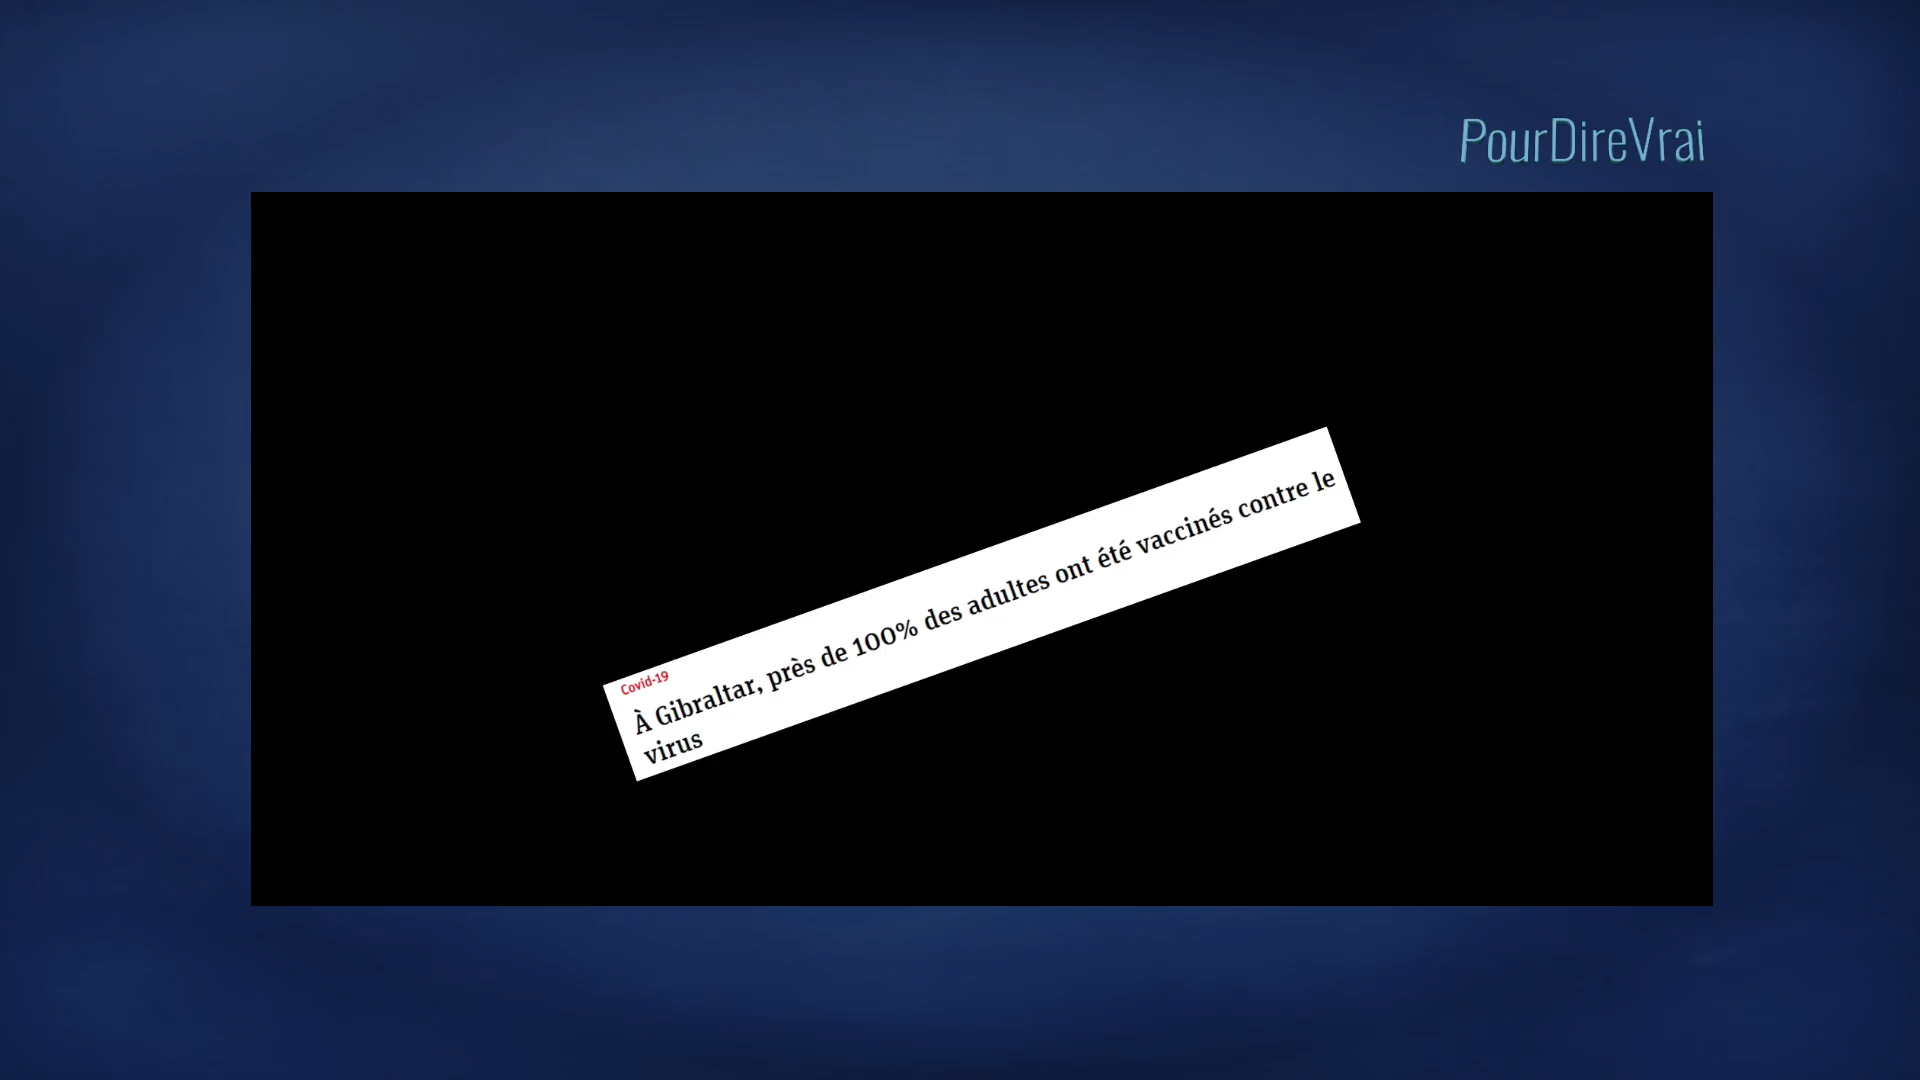 PourDireVrai
Covid-19
À Gibraltar, près de 100% des adultes ont été vaccinés contre le
virus